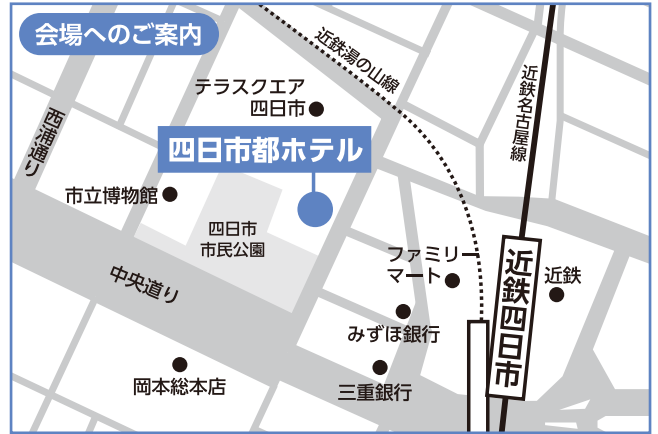 会場へのご案内
近鉄湯の山線
テラスクエア
四日市
近鉄名古屋線
西浦通り
四日市都ホテル
市立博物館
四日市
市民公園
ファミリー
マート
近鉄四日市
近鉄
中央道り
みずほ銀行
岡本総本店
三重銀行